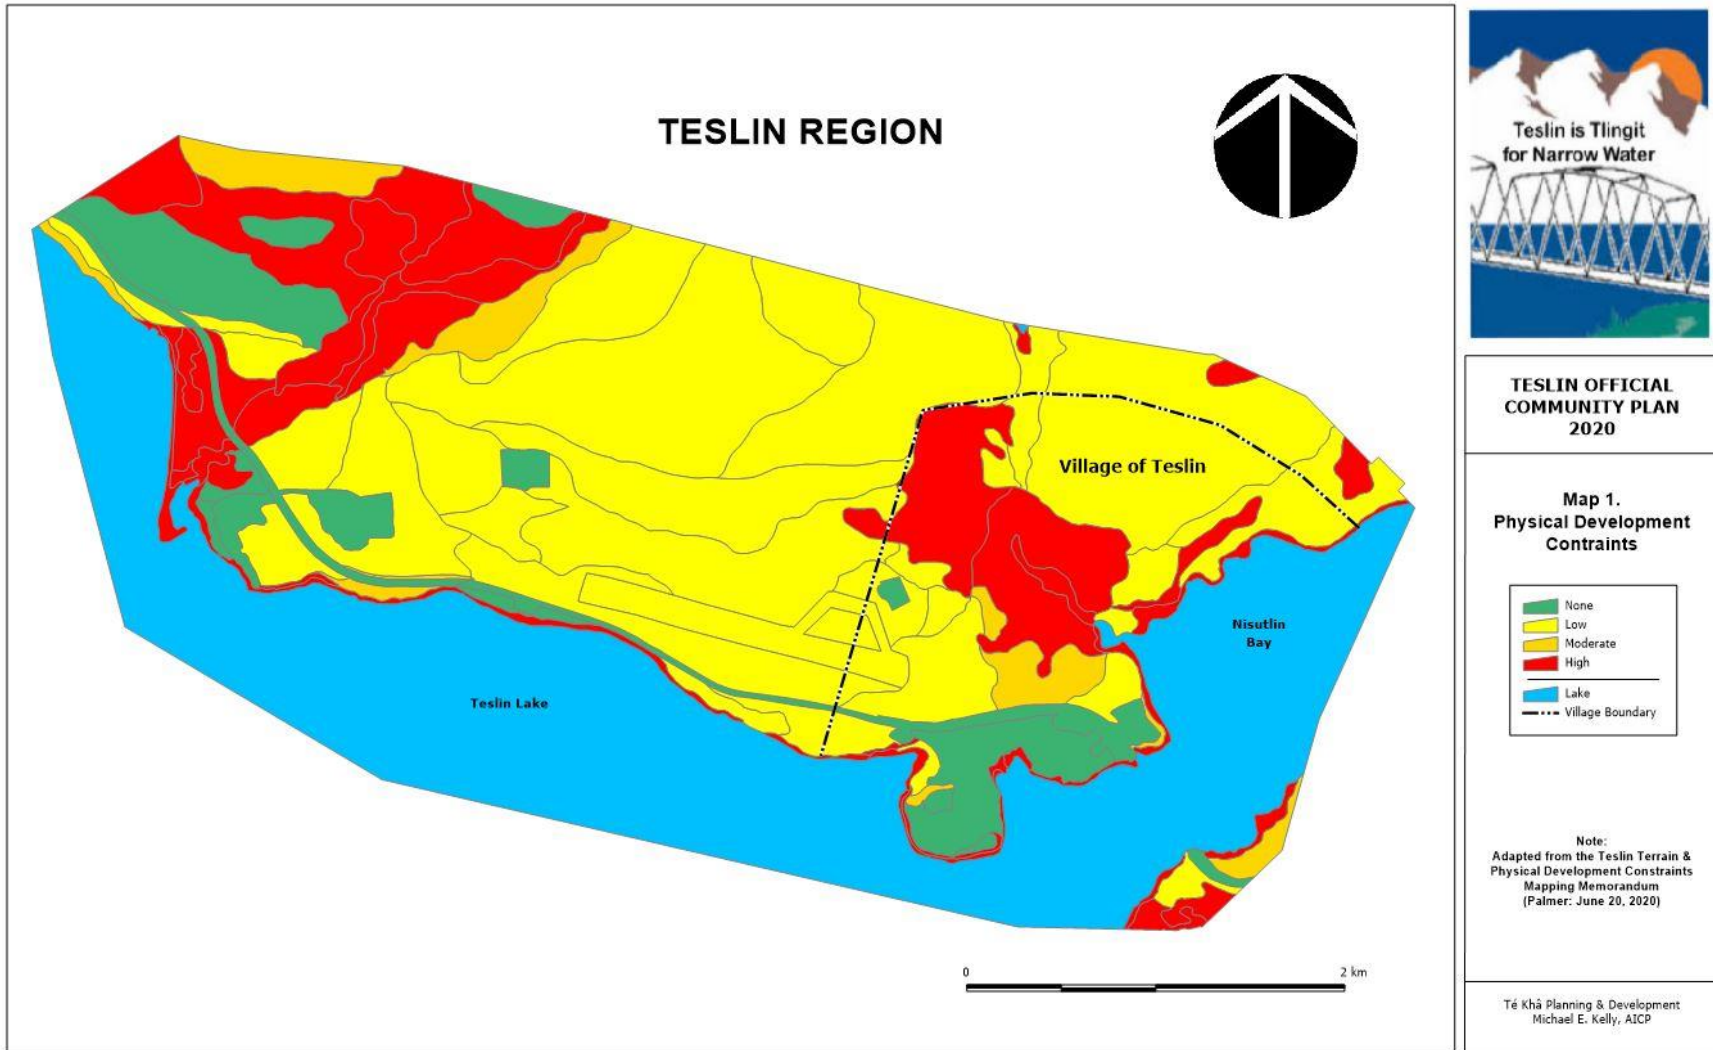 TESLIN REGION
Village of Teslin
Nisutlin
Bay
Teslin Lake
0
2 km
Teslin is Tlingit
for Narrow Water
TESLIN OFFICIAL
COMMUNITY PLAN
2020
Map 1.
Physical Development
Contraints
None
Low
Moderate
High
Lake
Village Boundary
Note:
Adapted from the Teslin Terrain &
Physical Development Constraints
Mapping Memorandum
(Palmer: June 20, 2020)
Té Khâ Planning & Development
Michael E. Kelly, AICP